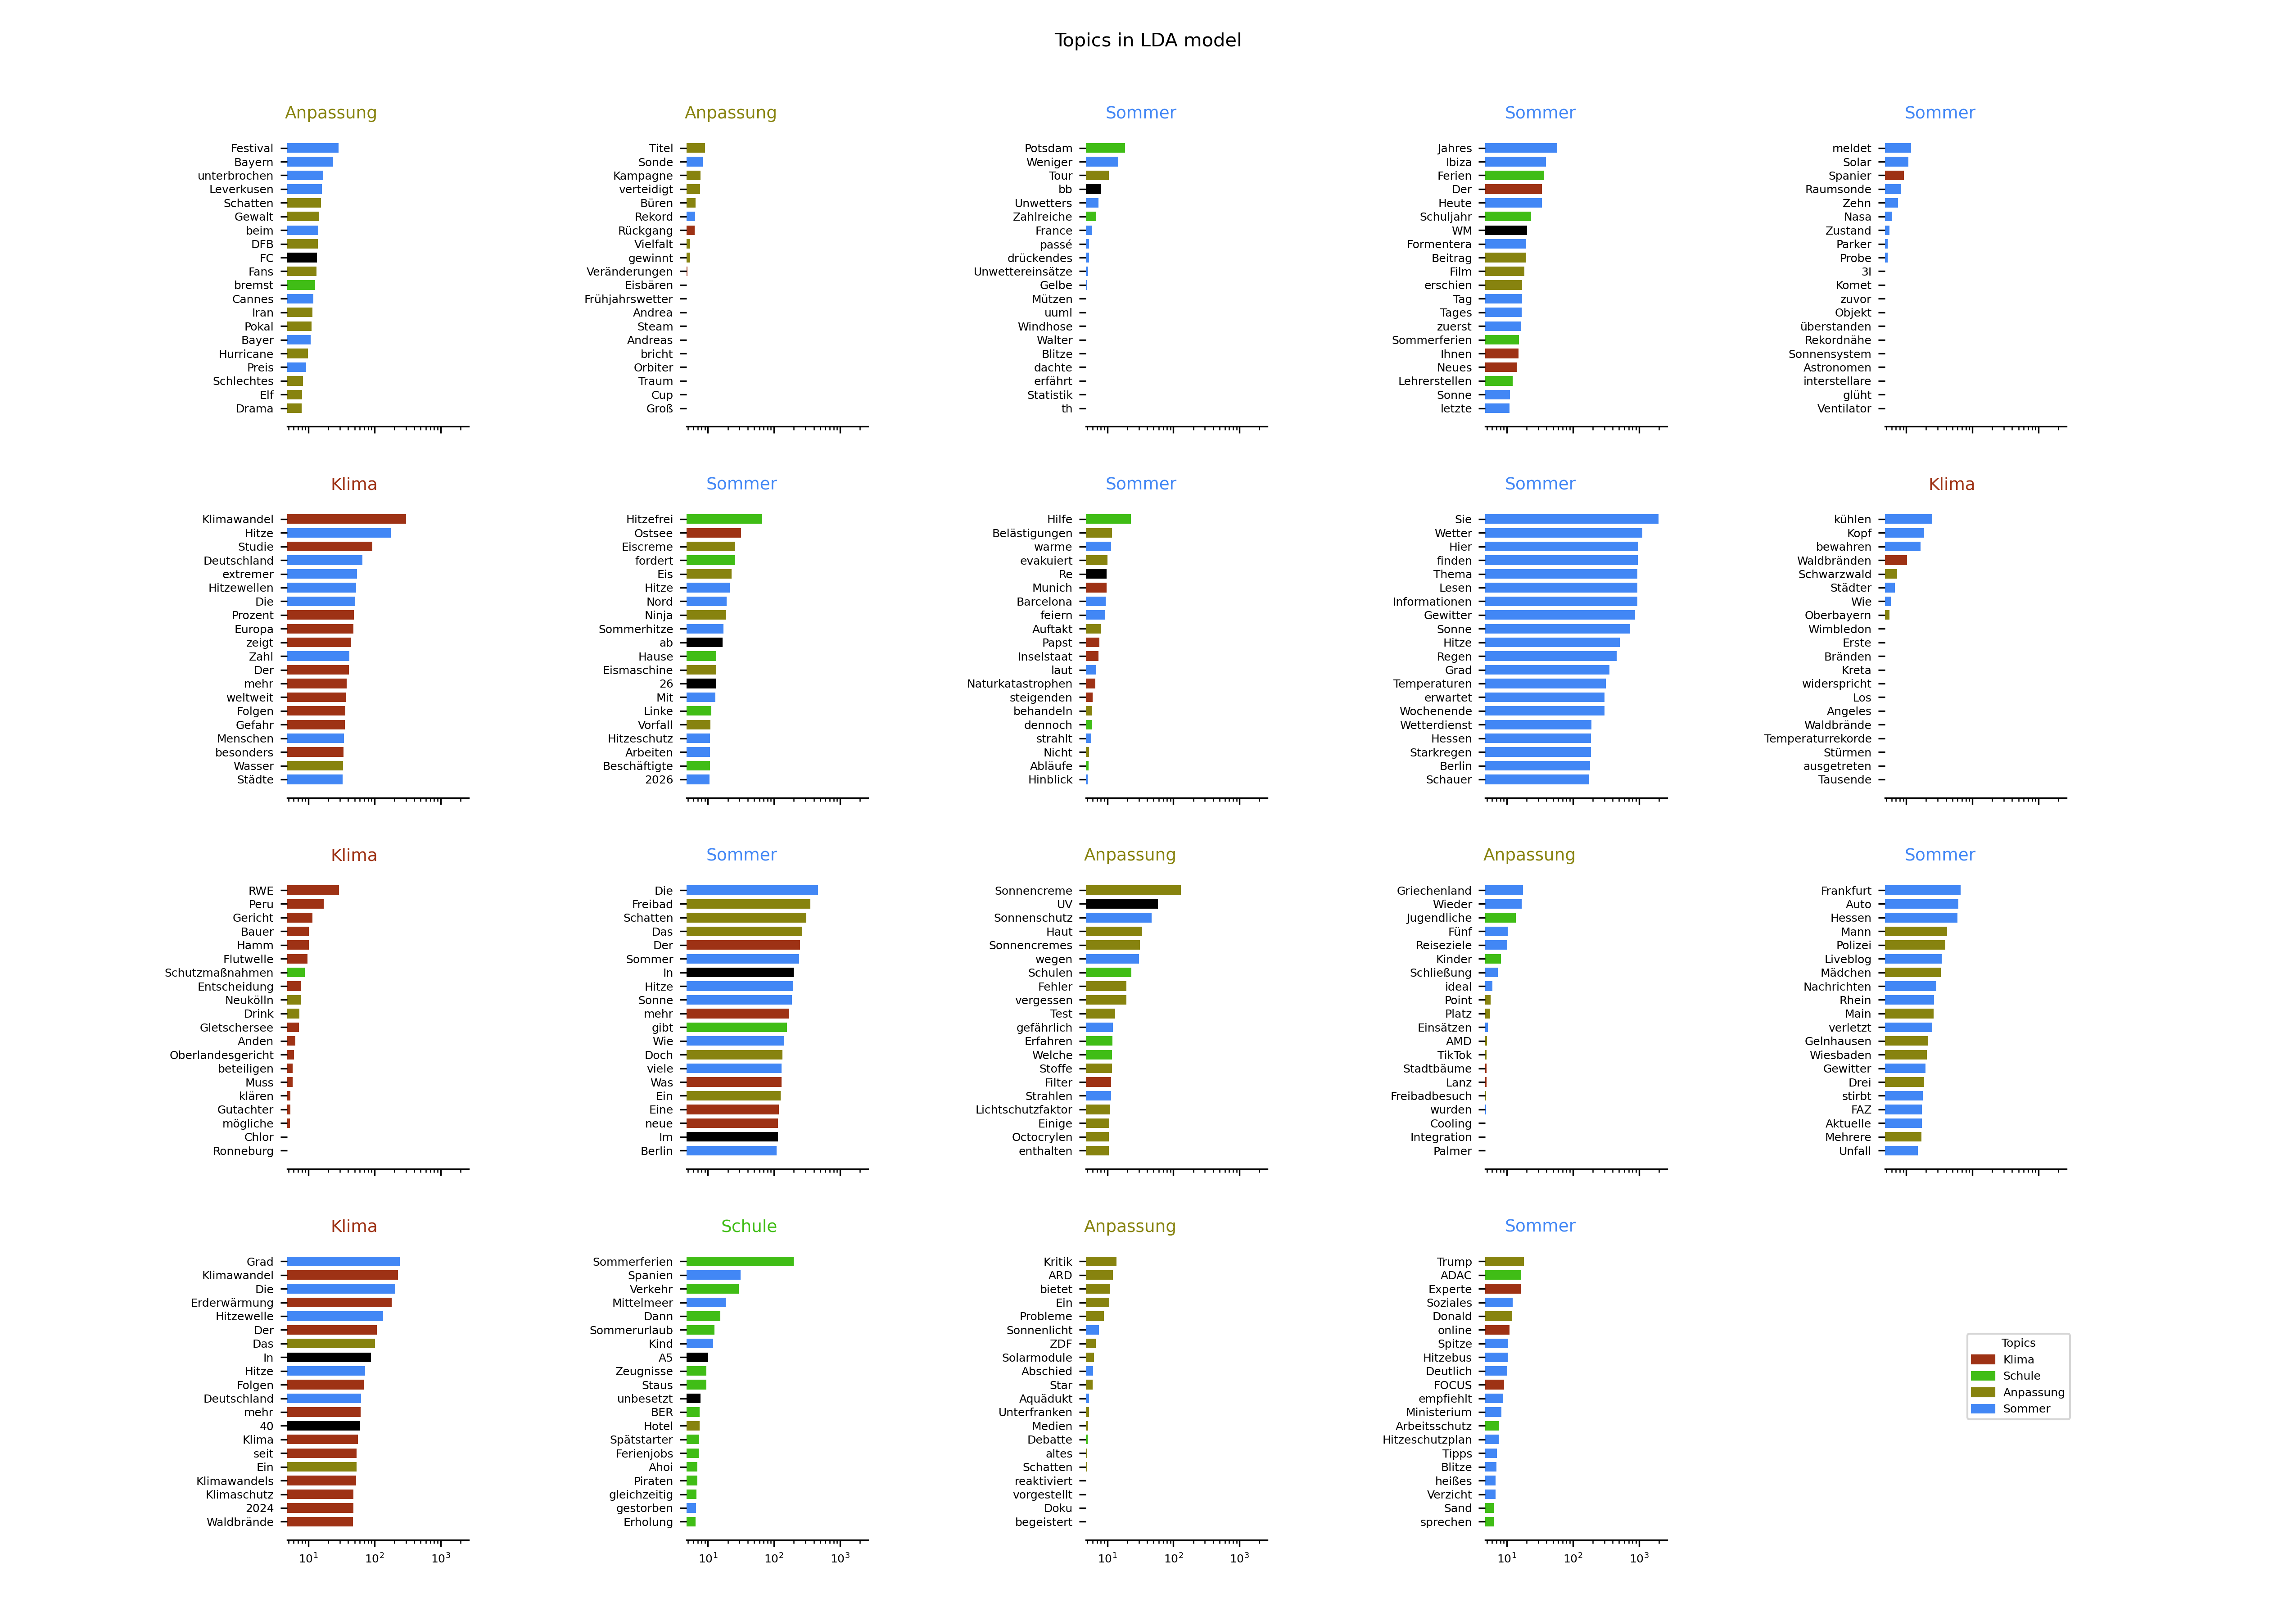 Topics in LDA model
Anpassung
Festival
Bayern
unterbrochen
Leverkusen
Schatten
Gewalt
beim
DFB
FC
Fans
bremst
Cannes
Iran
Pokal
Bayer
Hurricane
Preis
Schlechtes
Elf
Drama
Anpassung
Titel
Sonde
Kampagne
verteidigt
Büren
Rekord
Rückgang
Vielfalt
gewinnt
Veränderungen
Eisbären
Frühjahrswetter
Andrea
Steam
Andreas
bricht
Orbiter
Traum
Cup
Groß
Sommer
Potsdam
Weniger
Tour
bb
Unwetters
Zahlreiche
France
passé
drückendes
Unwettereinsätze
Gelbe
Mützen
uuml
Windhose
Walter
Blitze
dachte
erfährt
Statistik
th
Sommer
Jahres
Ibiza
Ferien
Der
Heute
Schuljahr
WM
Formentera
Beitrag
Film
erschien
Tag
Tages
zuerst
Sommerferien
Ihnen
Neues
Lehrerstellen
Sonne
letzte
Sommer
meldet
Solar
Spanier
Raumsonde
Zehn
Nasa
Zustand
Parker
Probe
3I
Komet
zuvor
Objekt
überstanden
Rekordnähe
Sonnensystem
Astronomen
interstellare
glüht
Ventilator
Klima
Klimawandel
Hitze
Studie
Deutschland
extremer
Hitzewellen
Die
Prozent
Europa
zeigt
Zahl
Der
mehr
weltweit
Folgen
Gefahr
Menschen
besonders
Wasser
Städte
Sommer
Hitzefrei
Ostsee
Eiscreme
fordert
Eis
Hitze
Nord
Ninja
Sommerhitze
ab
Hause
Eismaschine
26
Mit
Linke
Vorfall
Hitzeschutz
Arbeiten
Beschäftigte
2026
Sommer
Hilfe
Belästigungen
warme
evakuiert
Re
Munich
Barcelona
feiern
Auftakt
Papst
Inselstaat
laut
Naturkatastrophen
steigenden
behandeln
dennoch
strahlt
Nicht
Abläufe
Hinblick
Sommer
Sie
Wetter
Hier
finden
Thema
Lesen
Informationen
Gewitter
Sonne
Hitze
Regen
Grad
Temperaturen
erwartet
Wochenende
Wetterdienst
Hessen
Starkregen
Berlin
Schauer
Klima
kühlen
Kopf
bewahren
Waldbränden
Schwarzwald
Städter
Wie
Oberbayern
Wimbledon
Erste
Bränden
Kreta
widerspricht
Los
Angeles
Waldbrände
Temperaturrekorde
Stürmen
ausgetreten
Tausende
Klima
RWE
Peru
Gericht
Bauer
Hamm
Flutwelle
Schutzmaßnahmen
Entscheidung
Neukölln
Drink
Gletschersee
Anden
Oberlandesgericht
beteiligen
Muss
klären
Gutachter
mögliche
Chlor
Ronneburg
Sommer
Die
Freibad
Schatten
Das
Der
Sommer
In
Hitze
Sonne
mehr
gibt
Wie
Doch
viele
Was
Ein
Eine
neue
Im
Berlin
Anpassung
Sonnencreme
UV
Sonnenschutz
Haut
Sonnencremes
wegen
Schulen
Fehler
vergessen
Test
gefährlich
Erfahren
Welche
Stoffe
Filter
Strahlen
Lichtschutzfaktor
Einige
Octocrylen
enthalten
Anpassung
Griechenland
Wieder
Jugendliche
Fünf
Reiseziele
Kinder
Schließung
ideal
Point
Platz
Einsätzen
AMD
TikTok
Stadtbäume
Lanz
Freibadbesuch
wurden
Cooling
Integration
Palmer
Sommer
Frankfurt
Auto
Hessen
Mann
Polizei
Liveblog
Mädchen
Nachrichten
Rhein
Main
verletzt
Gelnhausen
Wiesbaden
Gewitter
Drei
stirbt
FAZ
Aktuelle
Mehrere
Unfall
Klima
Grad
Klimawandel
Die
Erderwärmung
Hitzewelle
Der
Das
In
Hitze
Folgen
Deutschland
mehr
40
Klima
seit
Ein
Klimawandels
Klimaschutz
2024
Waldbrände
10¹ 10² 10³
Schule
Sommerferien
Spanien
Verkehr
Mittelmeer
Dann
Sommerurlaub
Kind
A5
Zeugnisse
Staus
unbesetzt
BER
Hotel
Spätstarter
Ferienjobs
Ahoi
Piraten
gleichzeitig
gestorben
Erholung
10¹ 10² 10³
Anpassung
Kritik
ARD
bietet
Ein
Probleme
Sonnenlicht
ZDF
Solarmodule
Abschied
Star
Aquädukt
Unterfranken
Medien
Debatte
altes
Schatten
reaktiviert
vorgestellt
Doku
begeistert
10¹ 10² 10³
Sommer
Trump
ADAC
Experte
Soziales
Donald
online
Spitze
Hitzebus
Deutlich
FOCUS
empfiehlt
Ministerium
Arbeitsschutz
Hitzeschutzplan
Tipps
Blitze
heißes
Verzicht
Sand
sprechen
10¹ 10² 10³
Topics
Klima
Schule
Anpassung
Sommer